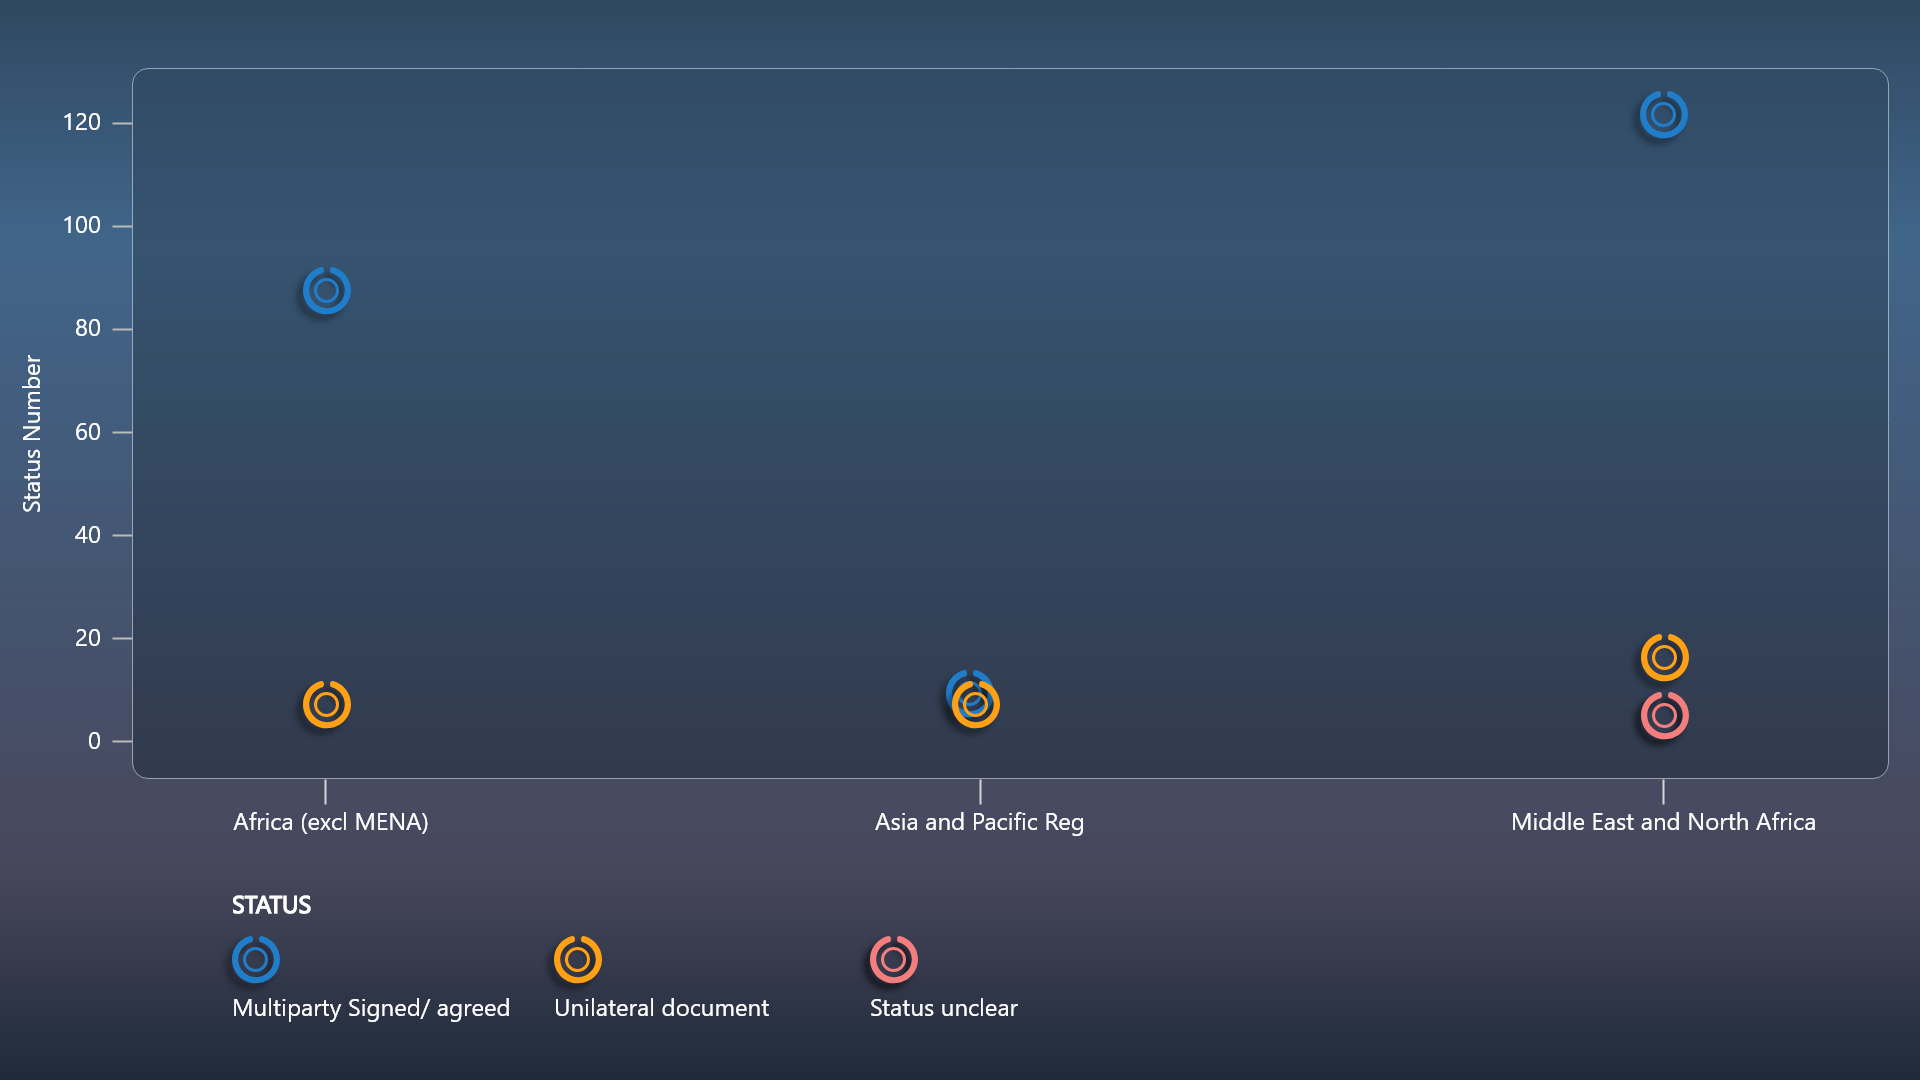 120
100
80
60
40
20
0
Status Number
Africa (excl MENA)
Asia and Pacific Reg
Middle East and North Africa
STATUS
Multiparty Signed/ agreed
Unilateral document
Status unclear